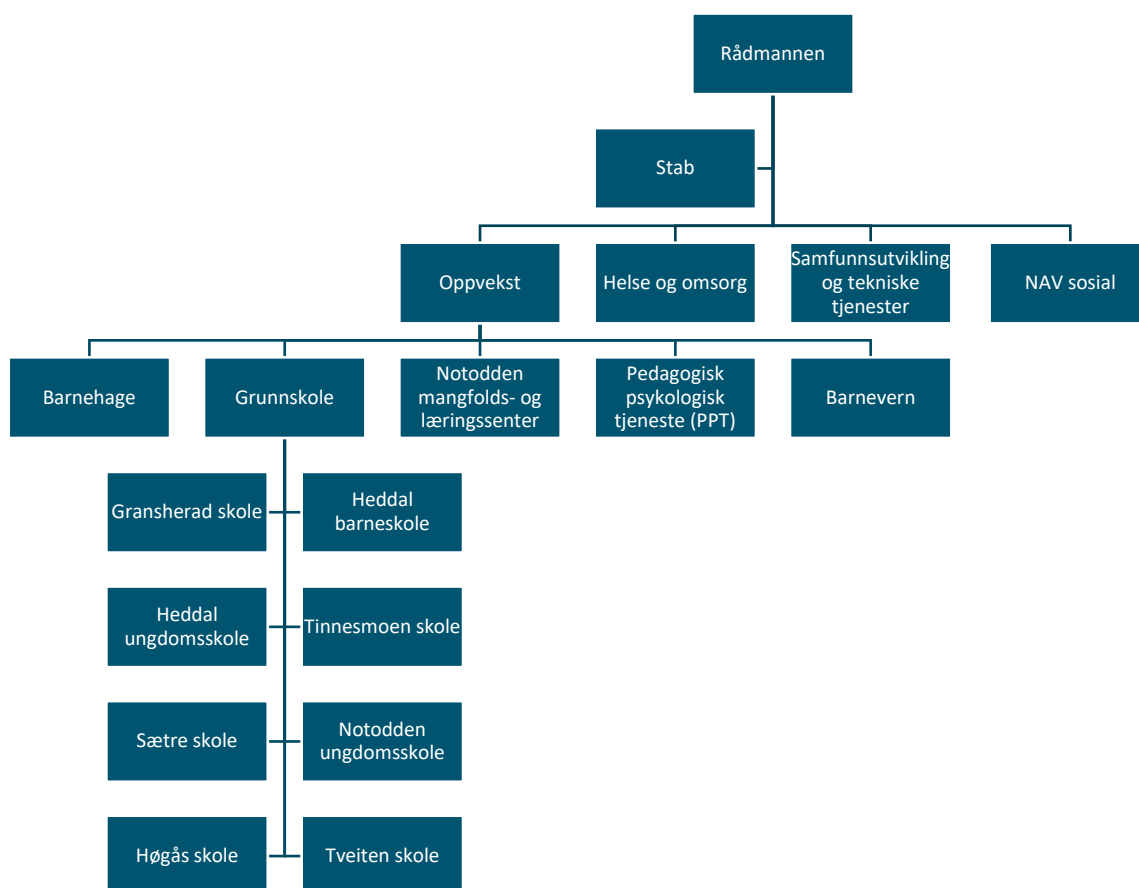 Rådmannen
Stab
Oppvekst
Helse og omsorg
Samfunnsutvikling
og tekniske
tjenester
NAV sosial
Barnehage
Grunnskole
Notodden
mangfolds- og
læringssenter
Pedagogisk
psykologisk
tjeneste (PPT)
Barnevern
Gransherad skole
Heddal
barneskole
Heddal
ungdomsskole
Tinnesmoen skole
Sætre skole
Notodden
ungdomsskole
Høgås skole
Tveiten skole